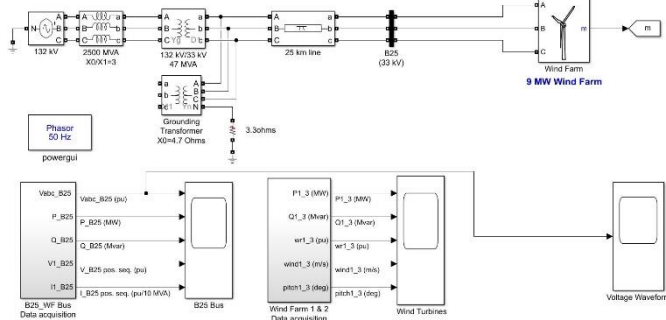 N
A
B
C
132 kV
A
B
C
A
B
C
2500 MVA
X0/X1=3
A
B
C
a
b
c
Yg
132 kV/33 kV
47 MVA
A
B
C
A
B
C
25 km line
A
B
C
a
b
c
B25
(33 kV)
A
B
C
m
Wind Farm
9 MW Wind Farm
m
a
b
c
A
B
C
N
Grounding
Transformer
X0=4.7 Ohms
3.3ohms
Phasor
50 Hz
powergui
Vabc_B25
Vabc_B25 (pu)
P_B25
P_B25 (MW)
Q_B25
Q_B25 (Mvar)
V1_B25
V_B25 pos. seq. (pu)
I1_B25
I_B25 pos. seq. (pu/10 MVA)
B25_WF Bus
Data acquisition
B25 Bus
P1_3 (MW)
P1_3 (MW)
Q1_3 (Mvar)
Q1_3 (Mvar)
wr1_3 (pu)
wr1_3 (pu)
wind1_3 (m/s)
wind1_3 (m/s)
pitch1_3 (deg)
pitch1_3 (deg)
Wind Farm 1 & 2
Data acquisition
Wind Turbines
Voltage Waveform